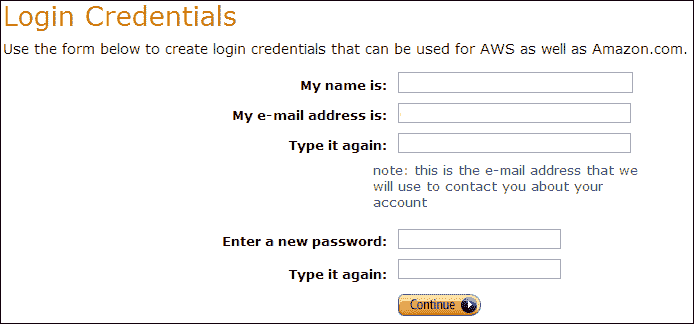 Login Credentials
Use the form below to create login credentials that can be used for AWS as well as Amazon.com.
My name is:
My e-mail address is:
Type it again:
note: this is the e-mail address that we
will use to contact you about your
account
Enter a new password:
Type it again:
Continue